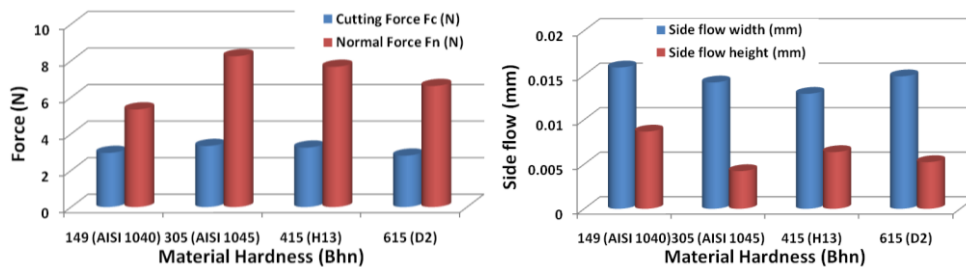 Cutting Force Fc (N)
Normal Force Fn (N)
Force (N)
10
8
6
4
2
0
149 (AISI 1040) 305 (AISI 1045) 415 (H13) 615 (D2)
Material Hardness (Bhn)
Side flow width (mm)
Side flow height (mm)
Side flow (mm)
0.02
0.015
0.01
0.005
0
149 (AISI 1040)305 (AISI 1045) 415 (H13) 615 (D2)
Material Hardness (Bhn)